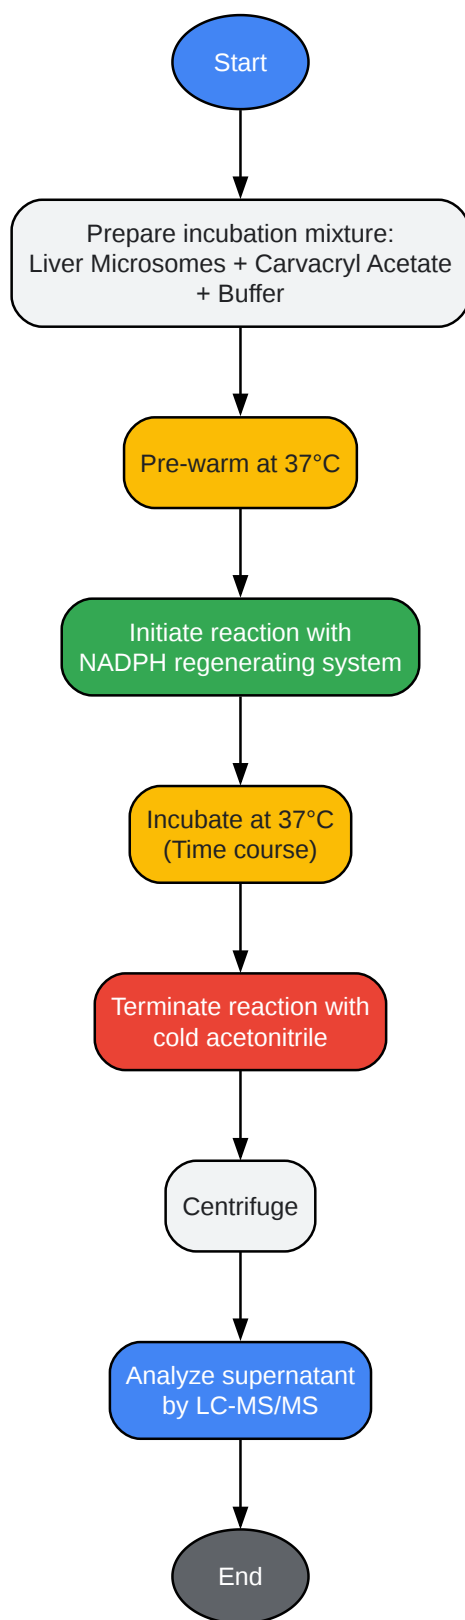 Start
Prepare incubation mixture:
Liver Microsomes + Carvacryl Acetate
+ Buffer
Pre-warm at 37°C
Initiate reaction with
NADPH regenerating system
Incubate at 37°C
(Time course)
Terminate reaction with
cold acetonitrile
Centrifuge
Analyze supernatant
by LC-MS/MS
End